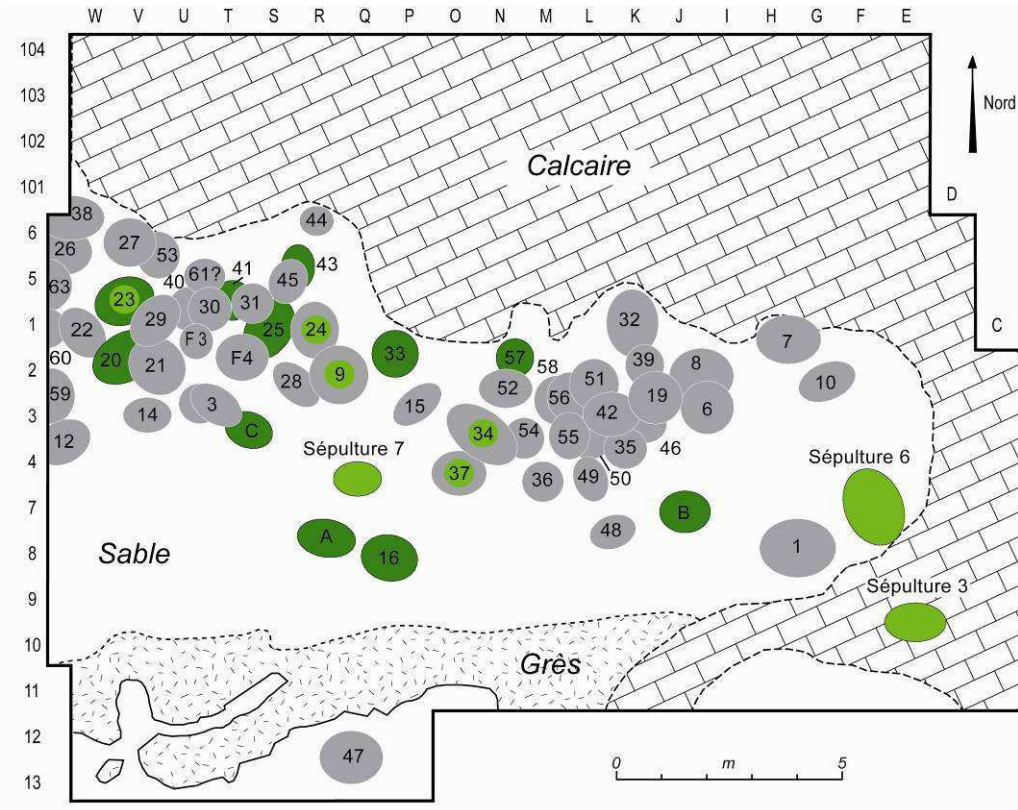 W V U T S R Q P O N M L K J I H G F E
104
103
Nord
102
Calcaire
101
D
38 44
6
27
26 53
41 43
5
61? 45
63 40
23 30 31
29 25 24 32
1
22 F3 C
33 7
60 20 F4 57 58 39
21 9 8
2
28 51 10
52
59 56 19
3 15 42 6
3
14
C 34 54 55
12 46
Sépulture 7 35
4
37 36 49 50 Sépulture 6
7
B
A 48
1
8
Sable 16
Sépulture 3
9
10
Grès
11
12
47
0 m 5
13